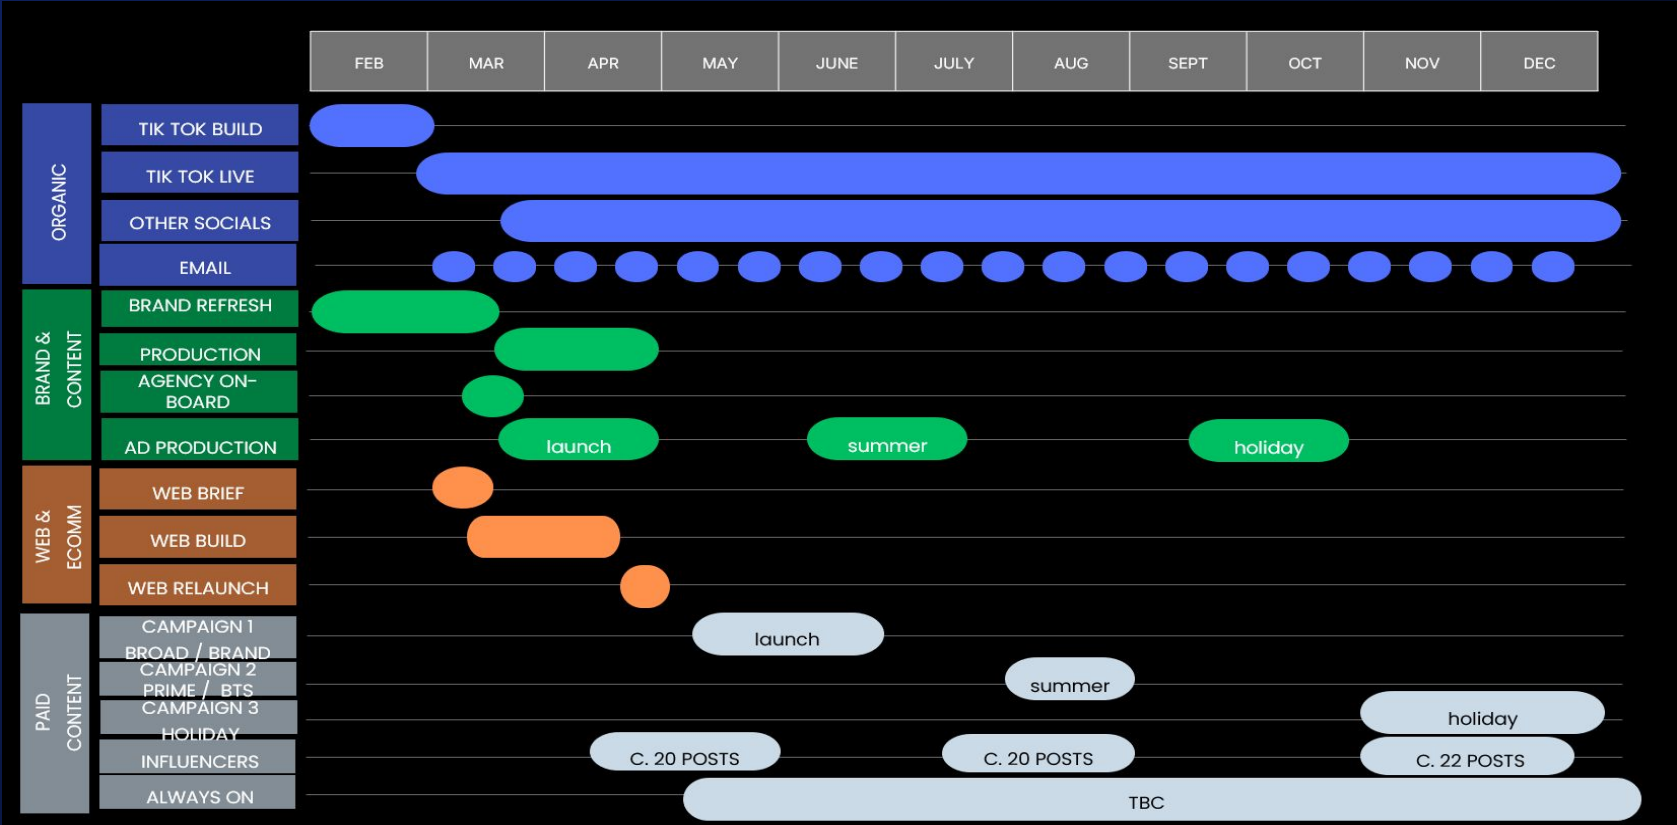 FEB MAR APR MAY JUNE JULY AUG SEPT OCT NOV DEC
ORGANIC
TIK TOK BUILD
TIK TOK LIVE
OTHER SOCIALS
EMAIL
BRAND &
CONTENT
BRAND REFRESH
PRODUCTION
AGENCY ON-
BOARD
AD PRODUCTION
launch summer holiday
WEB &
ECOMM
WEB BRIEF
WEB BUILD
WEB RELAUNCH
PAID
CONTENT
CAMPAIGN 1
BROAD / BRAND
launch
CAMPAIGN 2
PRIME / BTS
summer
CAMPAIGN 3
HOLIDAY
holiday
INFLUENCERS
C. 20 POSTS C. 20 POSTS C. 22 POSTS
ALWAYS ON
TBC